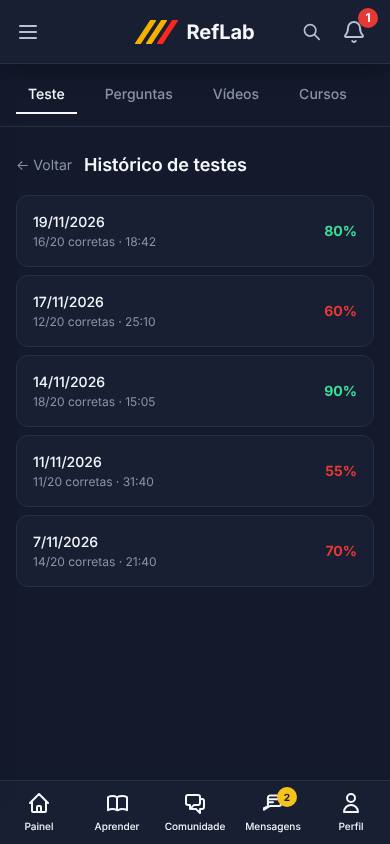 RefLab
1
Teste
Perguntas
Vídeos
Cursos
← Voltar
Histórico de testes
19/11/2026
16/20 corretas · 18:42
80%
17/11/2026
12/20 corretas · 25:10
60%
14/11/2026
18/20 corretas · 15:05
90%
11/11/2026
11/20 corretas · 31:40
55%
7/11/2026
14/20 corretas · 21:40
70%
2
Painel
Aprender
Comunidade
Mensagens
Perfil